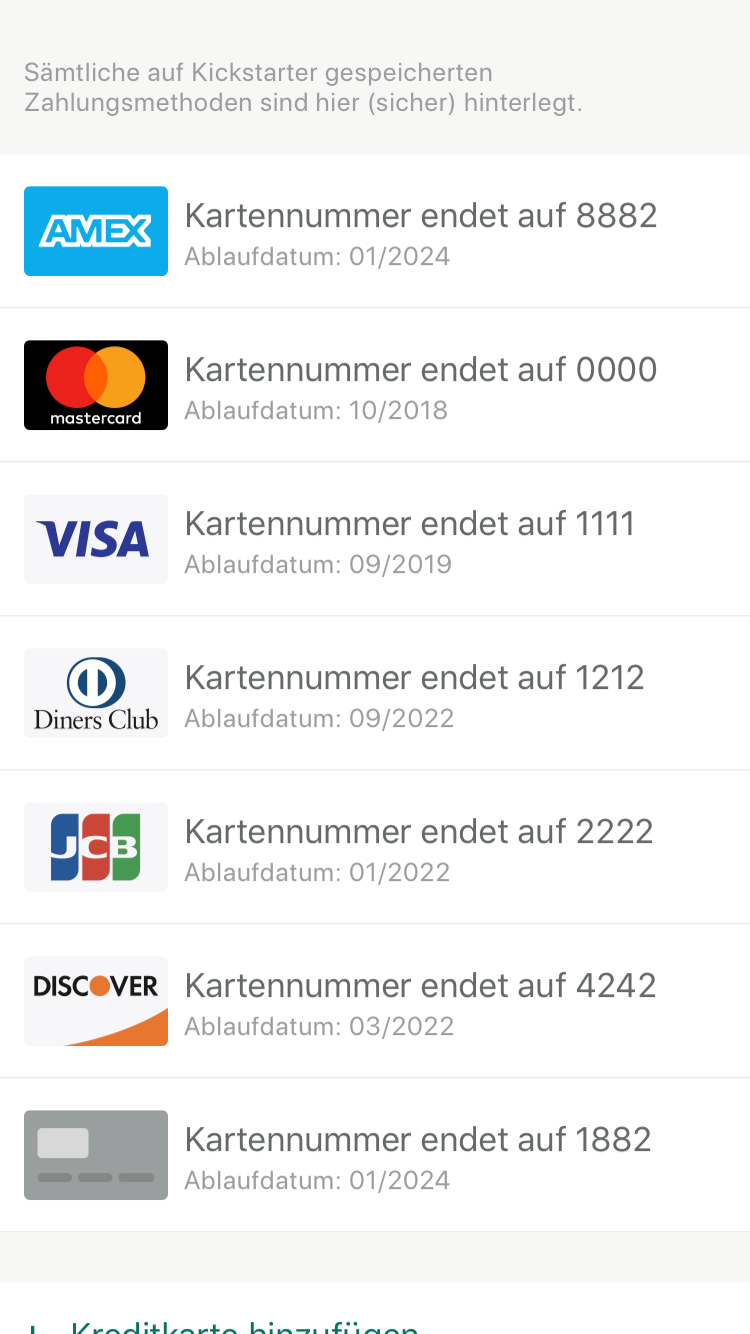 Sämtliche auf Kickstarter gespeicherten
Zahlungsmethoden sind hier (sicher) hinterlegt.
AMEX
Kartennummer endet auf 8882
Ablaufdatum: 01/2024
mastercard
Kartennummer endet auf 0000
Ablaufdatum: 10/2018
VISA
Kartennummer endet auf 1111
Ablaufdatum: 09/2019
Diners Club
Kartennummer endet auf 1212
Ablaufdatum: 09/2022
JCB
Kartennummer endet auf 2222
Ablaufdatum: 01/2022
DISCOVER
Kartennummer endet auf 4242
Ablaufdatum: 03/2022
Kartennummer endet auf 1882
Ablaufdatum: 01/2024
+ Kreditkarte hinzufügen